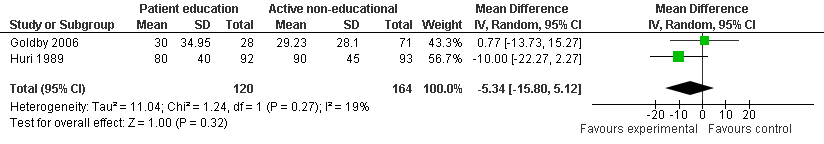 Patient education Active non-educational Mean Difference Mean Difference
Study or Subgroup Mean SD Total Mean SD Total Weight IV, Random, 95% CI IV, Random, 95% CI
Goldby 2006 30 34.95 28 29.23 28.1 71 43.3% 0.77 [-13.73, 15.27]
Huri 1989 80 40 92 90 45 93 56.7% -10.00 [-22.27, 2.27]
Total (95% CI) 120 164 100.0% -5.34 [-15.80, 5.12]
Heterogeneity: Tau² = 11.04; Chi² = 1.24, df = 1 (P = 0.27); I² = 19%
Test for overall effect: Z = 1.00 (P = 0.32)
-20 -10 0 10 20
Favours experimental Favours control